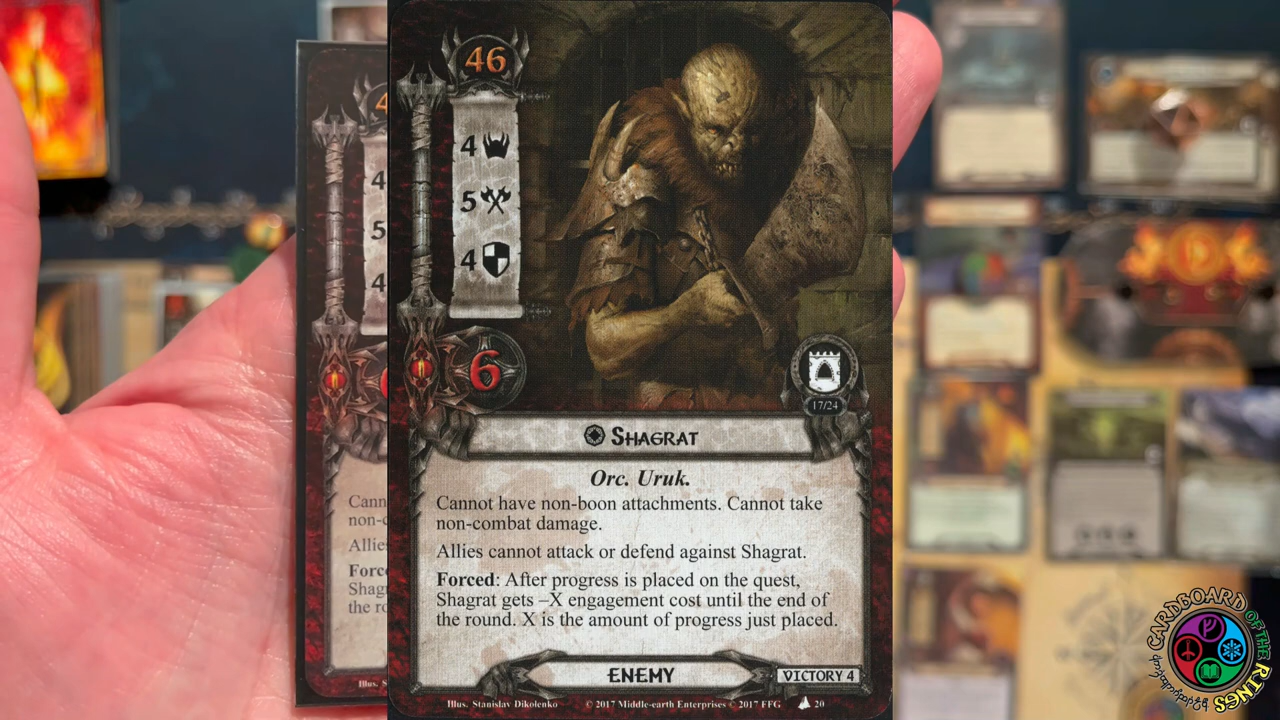 46
4
5
4
6
17/24
Shagrat
Orc. Uruk.
Cannot have non-boon attachments. Cannot take
non-combat damage.
Allies cannot attack or defend against Shagrat.
Forced: After progress is placed on the quest,
Shagrat gets –X engagement cost until the end of
the round. X is the amount of progress just placed.
ENEMY
VICTORY 4
Illus. Stanislav Dikolenko © 2017 Middle-earth Enterprises © 2017 FFG 20
4
4
5
4
Cann
non-c
Allie
Forc
Shag
the ro
Illus. S
CARDBOARD OF THE RINGS